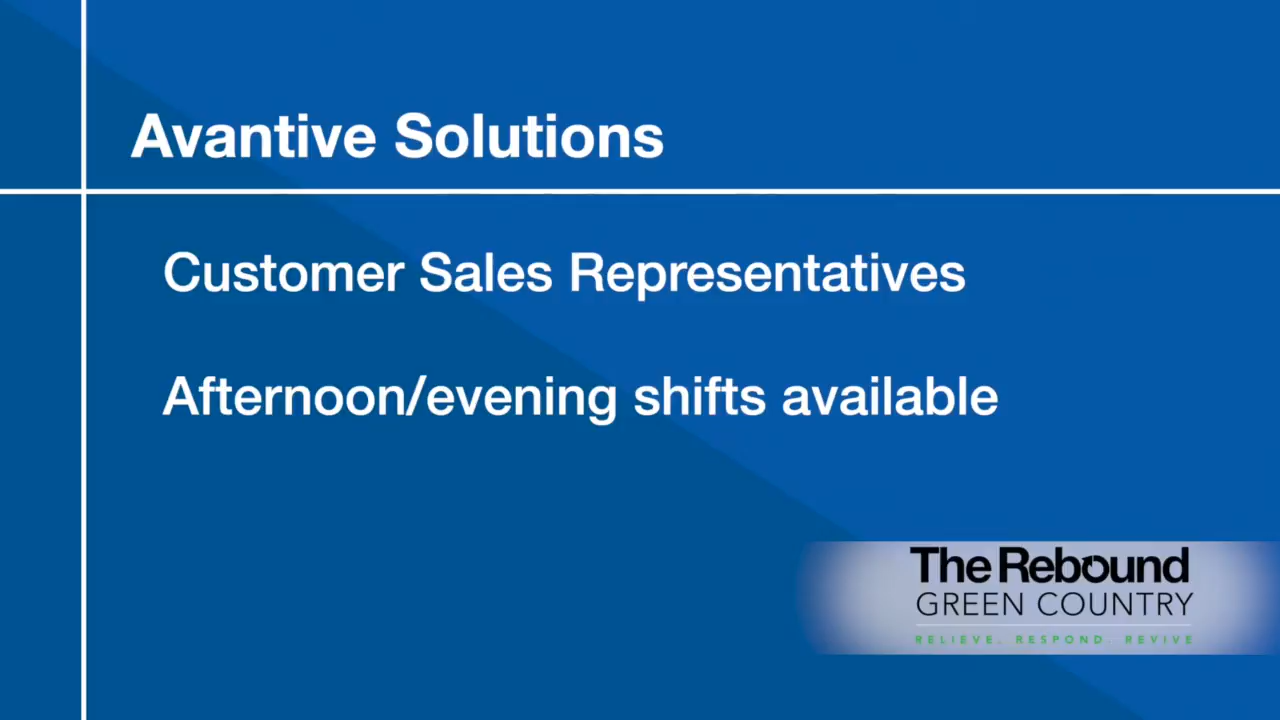 Avantive Solutions
Customer Sales Representatives
Afternoon/evening shifts available
The Rebound
GREEN COUNTRY
RELIEVE. RESPOND. REVIVE